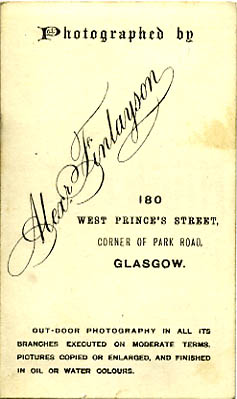 Photographed by
Alexr. Finlayson
180
WEST PRINCE'S STREET,
CORNER OF PARK ROAD,
GLASGOW.
OUT-DOOR PHOTOGRAPHY IN ALL ITS
BRANCHES EXECUTED ON MODERATE TERMS.
PICTURES COPIED OR ENLARGED, AND FINISHED
IN OIL OR WATER COLOURS.